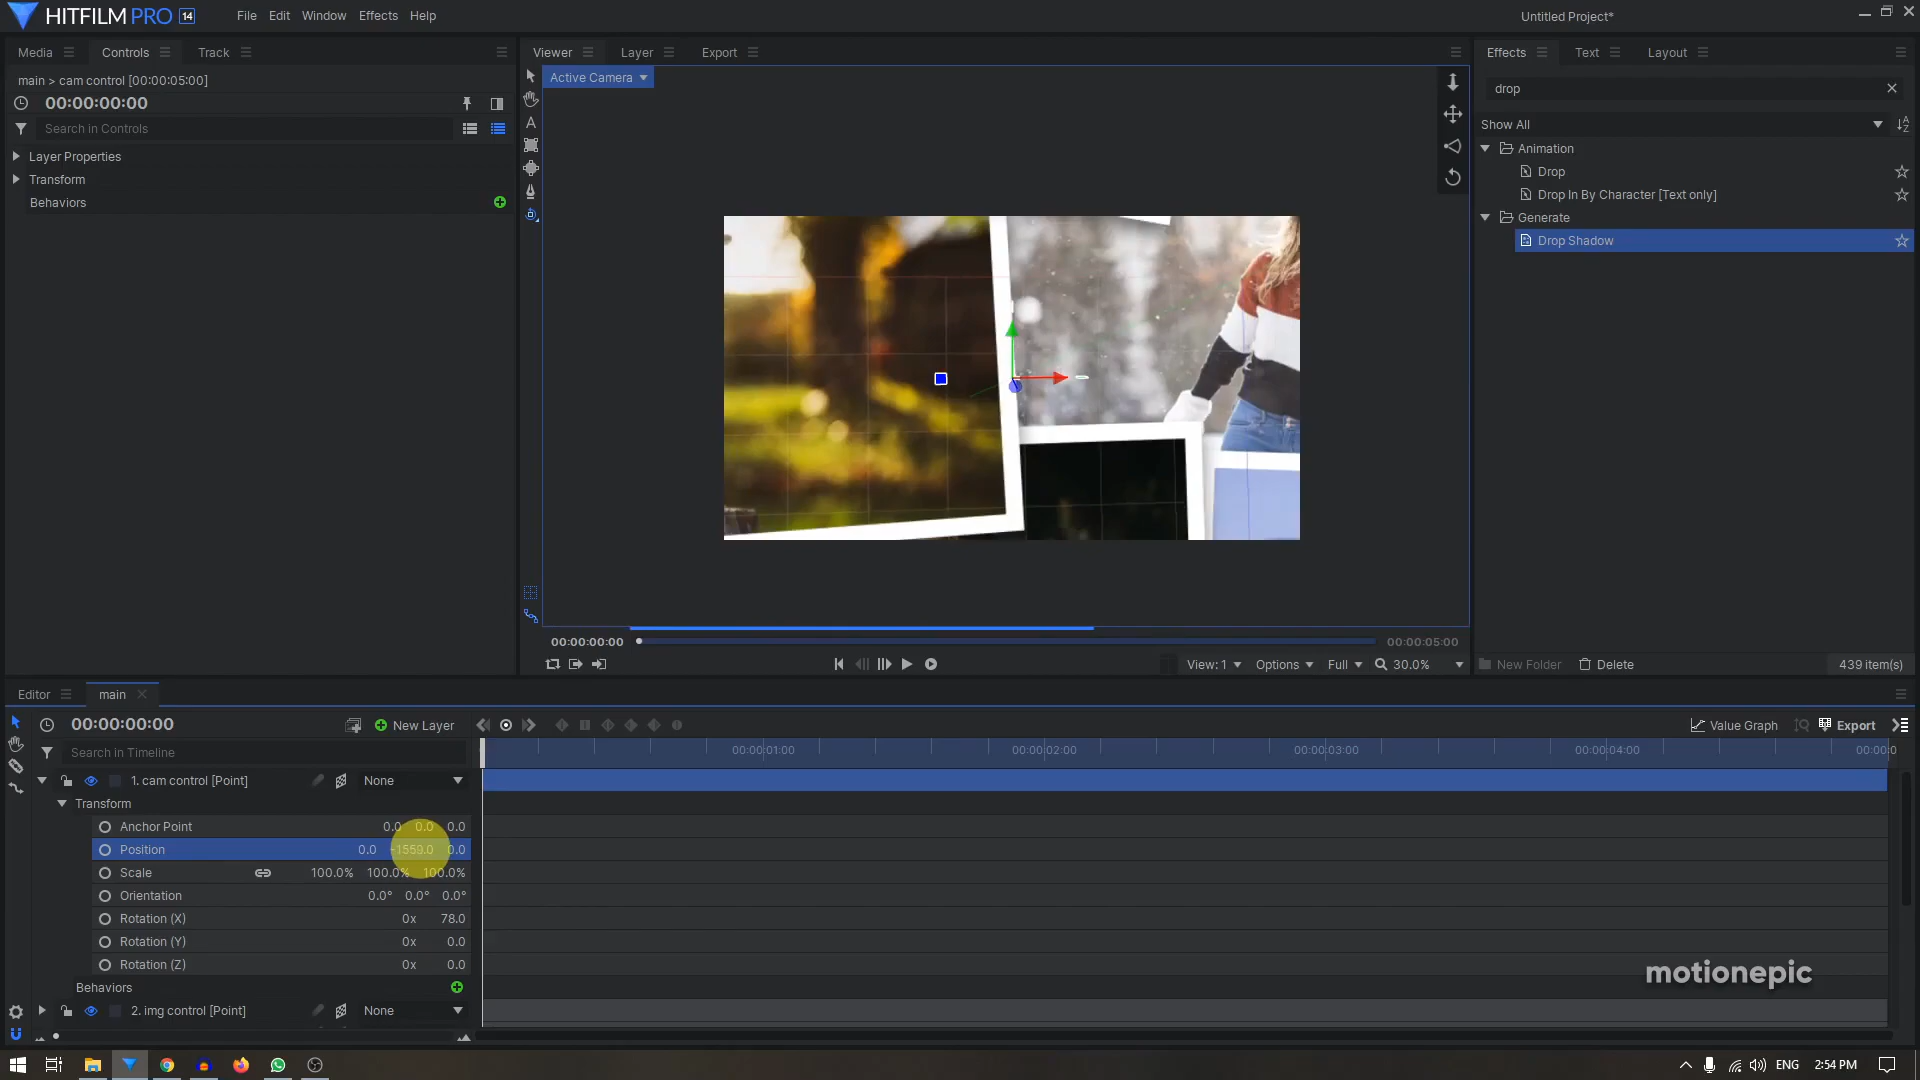 HITFILM PRO 14
File Edit Window Effects Help
Untitled Project*
Media Controls Track
main > cam control [00:00:05:00]
00:00:00:00
Search in Controls
Layer Properties
Transform
Behaviors
Viewer Layer Export
Active Camera
00:00:00:00
00:00:05:00
View: 1 Options Full 30.0%
Effects Text Layout
drop
Show All
Animation
Drop
Drop In By Character [Text only]
Generate
Drop Shadow
New Folder Delete 439 item(s)
Editor main
00:00:00:00 New Layer
Value Graph Export
Search in Timeline
00:00:01:00 00:00:02:00 00:00:03:00 00:00:04:00 00:00:0
1. cam control [Point] None
Transform
Anchor Point 0.0 0.0 0.0
Position 0.0 -1559.0 0.0
Scale 100.0% 100.0% 100.0%
Orientation 0.0° 0.0° 0.0°
Rotation (X) 0x 78.0
Rotation (Y) 0x 0.0
Rotation (Z) 0x 0.0
Behaviors
2. img control [Point] None
motionepic
ENG 2:54 PM